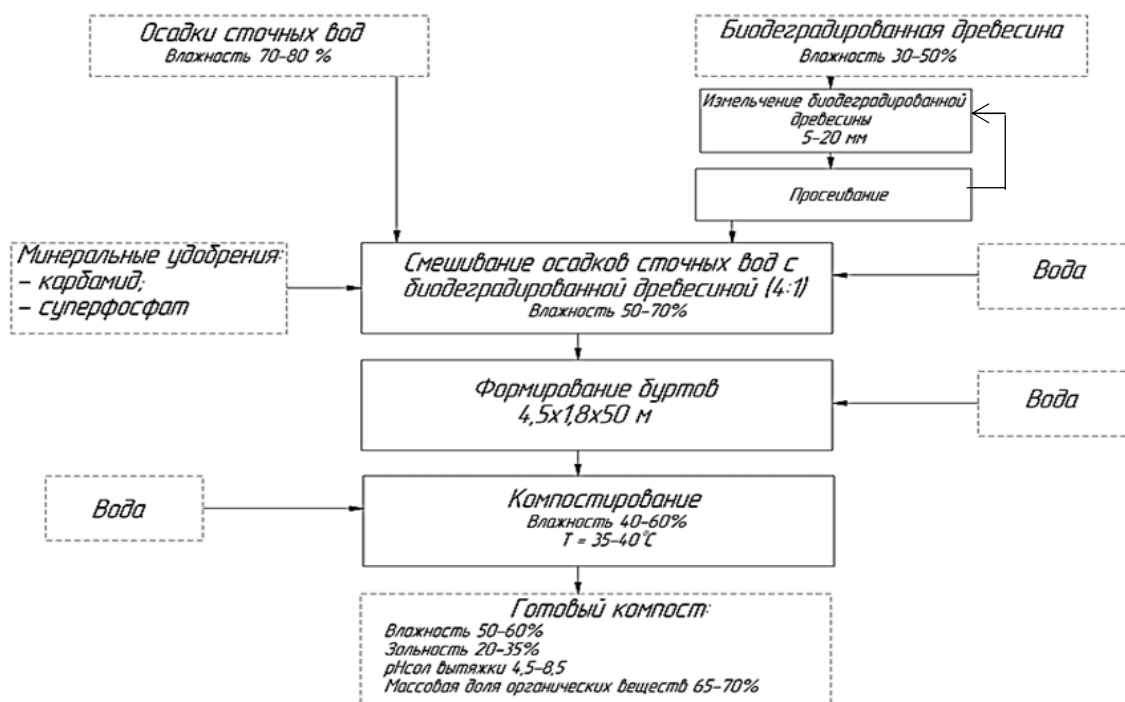 Осадки сточных вод
Влажность 70-80 %
Биодеградированная древесина
Влажность 30-50%
Измельчение биодеградированной
древесины
5-20 мм
Просеивание
Минеральные удобрения:
- карбамид;
- суперфосфат
Смешивание осадков сточных вод с
биодеградированной древесиной (4:1)
Влажность 50-70%
Вода
Формирование буртов
4,5х1,8х50 м
Вода
Вода
Компостирование
Влажность 40-60%
Т = 35-40°С
Готовый компост:
Влажность 50-60%
Зольность 20-35%
рНсол вытяжки 4,5-8,5
Массовая доля органических веществ 65-70%